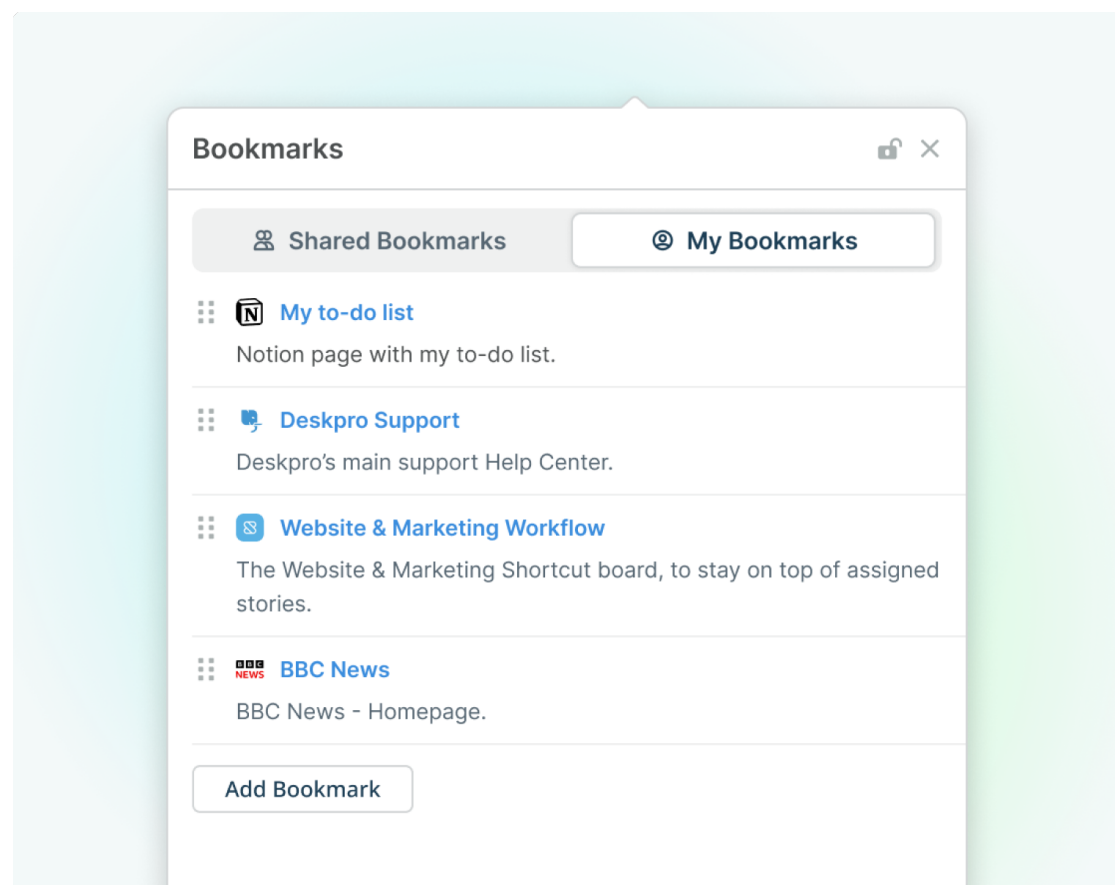 Bookmarks
Shared Bookmarks
My Bookmarks
N
My to-do list
Notion page with my to-do list.
Deskpro Support
Deskpro’s main support Help Center.
Website & Marketing Workflow
The Website & Marketing Shortcut board, to stay on top of assigned
stories.
BBC
NEWS
BBC News
BBC News - Homepage.
Add Bookmark